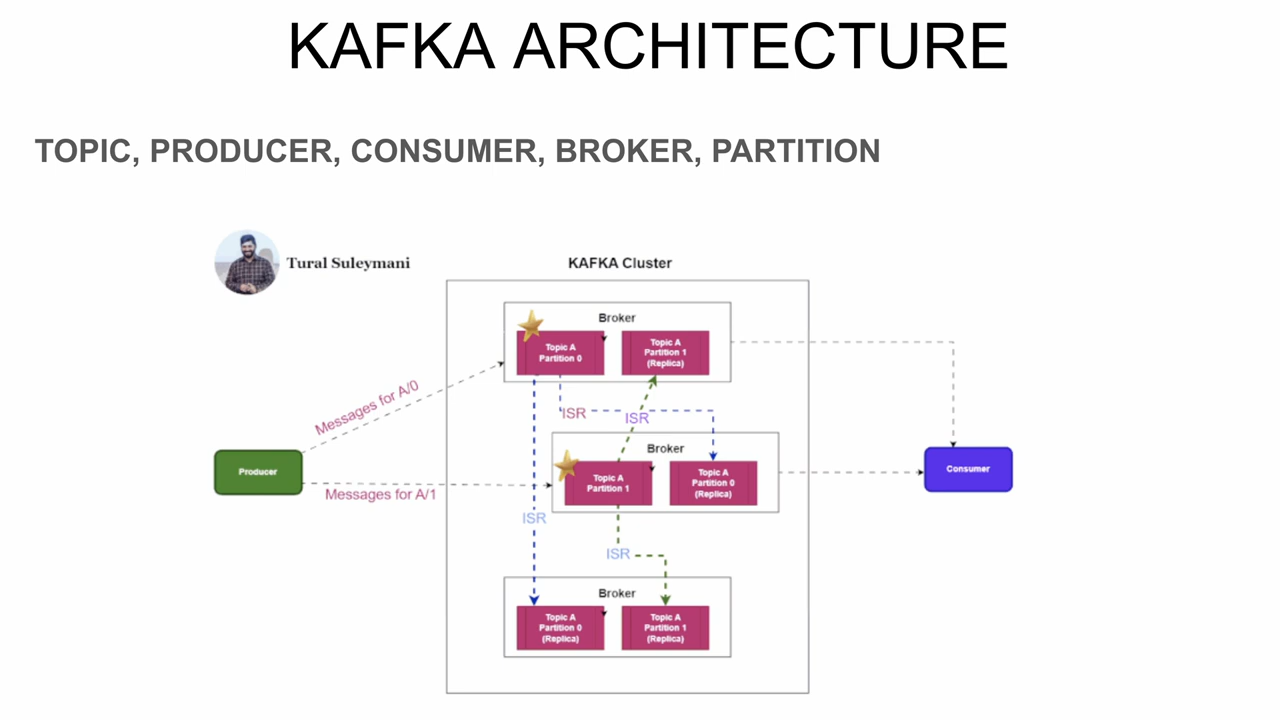 KAFKA ARCHITECTURE
TOPIC, PRODUCER, CONSUMER, BROKER, PARTITION
Tural Suleymani
KAFKA Cluster
Broker
Topic A
Partition 0
Topic A
Partition 1
(Replica)
Messages for A/0
ISR
ISR
Broker
Topic A
Partition 1
Topic A
Partition 0
(Replica)
Producer
Consumer
Messages for A/1
ISR
ISR
Broker
Topic A
Partition 0
(Replica)
Topic A
Partition 1
(Replica)